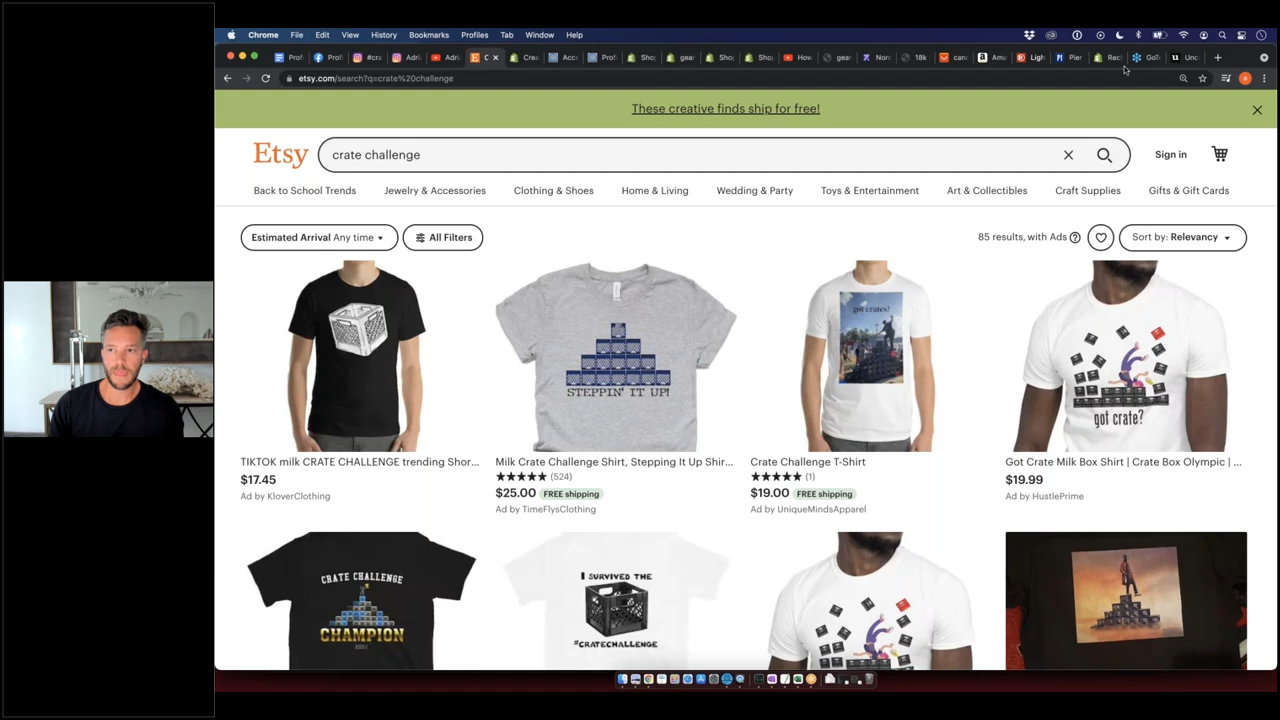 Chrome File Edit View History Bookmarks Profiles Tab Window Help
etsy.com/search?q=crate%20challenge
These creative finds ship for free!
Etsy
crate challenge
Sign in
Back to School Trends Jewelry & Accessories Clothing & Shoes Home & Living Wedding & Party Toys & Entertainment Art & Collectibles Craft Supplies Gifts & Gift Cards
Estimated Arrival Any time
All Filters
85 results, with Ads
Sort by: Relevancy
STEPPIN' IT UP!
got crates?
got crate?
TIKTOK milk CRATE CHALLENGE trending Shor...
$17.45
Ad by KloverClothing
Milk Crate Challenge Shirt, Stepping It Up Shir...
(524)
$25.00 FREE shipping
Ad by TimeFlysClothing
Crate Challenge T-Shirt
(1)
$19.00 FREE shipping
Ad by UniqueMindsApparel
Got Crate Milk Box Shirt | Crate Box Olympic | ...
$19.99
Ad by HustlePrime
CRATE CHALLENGE
CHAMPION
2021
I SURVIVED THE
#CRATECHALLENGE